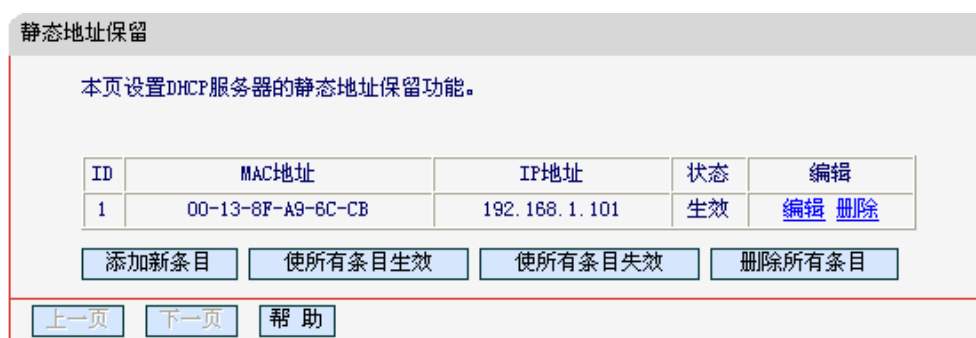 静态地址保留
本页设置DHCP服务器的静态地址保留功能。
ID MAC地址 IP地址 状态 编辑
1 00-13-8F-A9-6C-CB 192.168.1.101 生效 编辑 删除
添加新条目 使所有条目生效 使所有条目失效 删除所有条目
上一页 下一页 帮 助